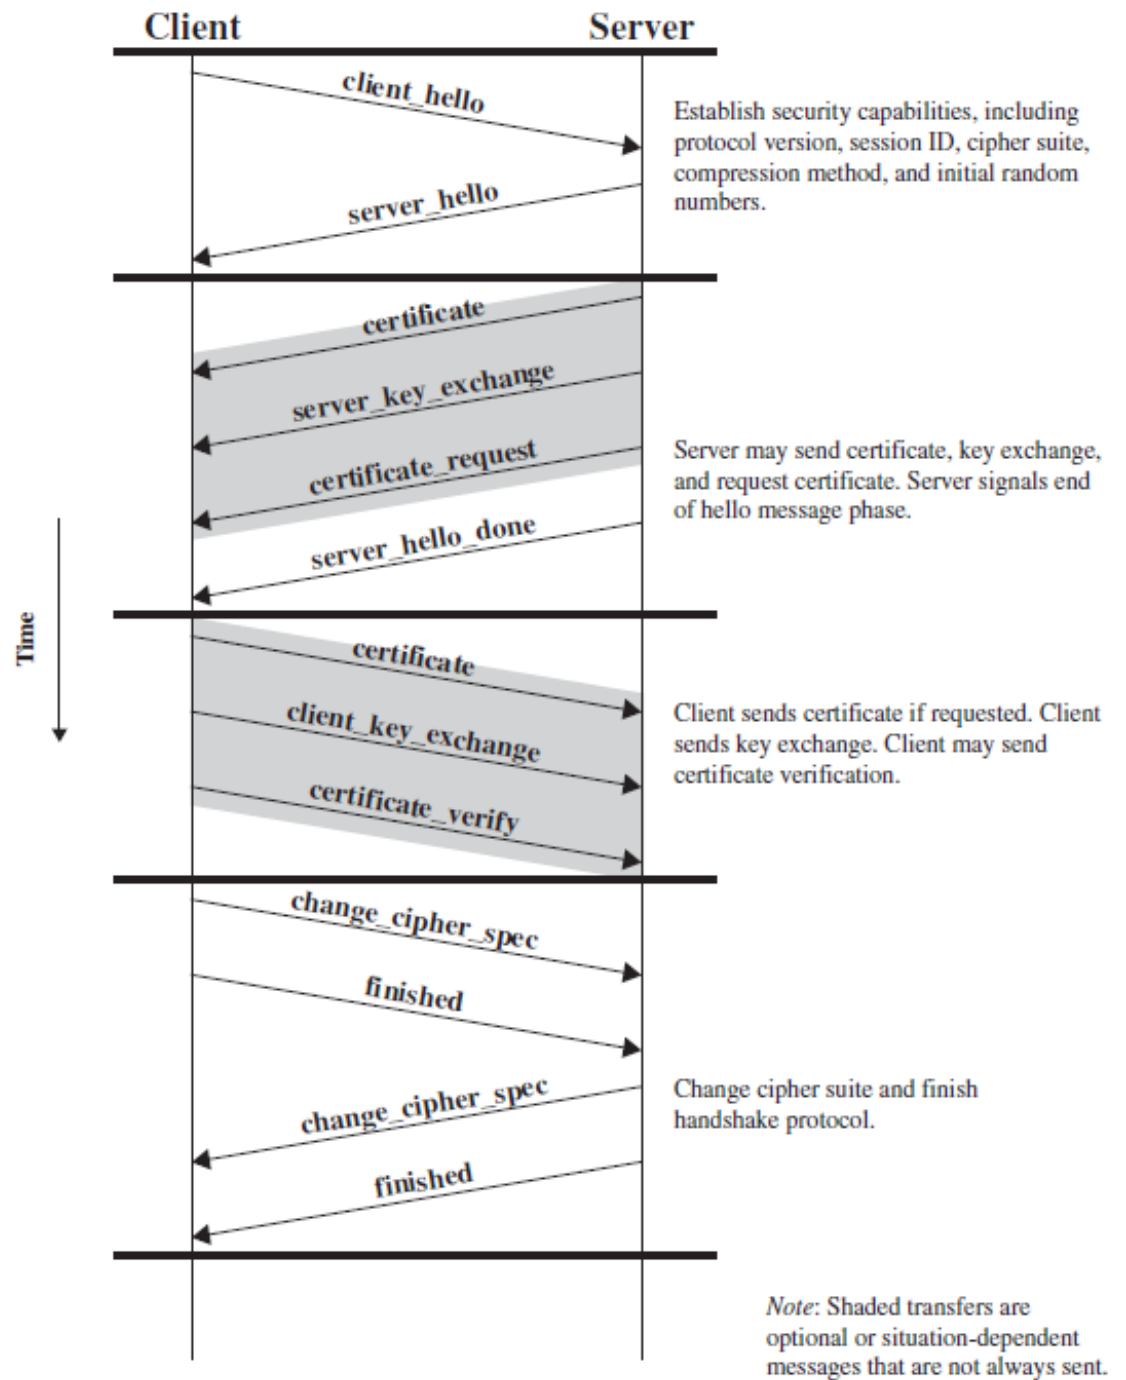 Client
Server
client_hello
Establish security capabilities, including
protocol version, session ID, cipher suite,
compression method, and initial random
numbers.
server_hello
certificate
server_key_exchange
certificate_request
Server may send certificate, key exchange,
and request certificate. Server signals end
of hello message phase.
server_hello_done
Time
certificate
client_key_exchange
certificate_verify
Client sends certificate if requested. Client
sends key exchange. Client may send
certificate verification.
change_cipher_spec
finished
change_cipher_spec
finished
Change cipher suite and finish
handshake protocol.
Note: Shaded transfers are
optional or situation-dependent
messages that are not always sent.